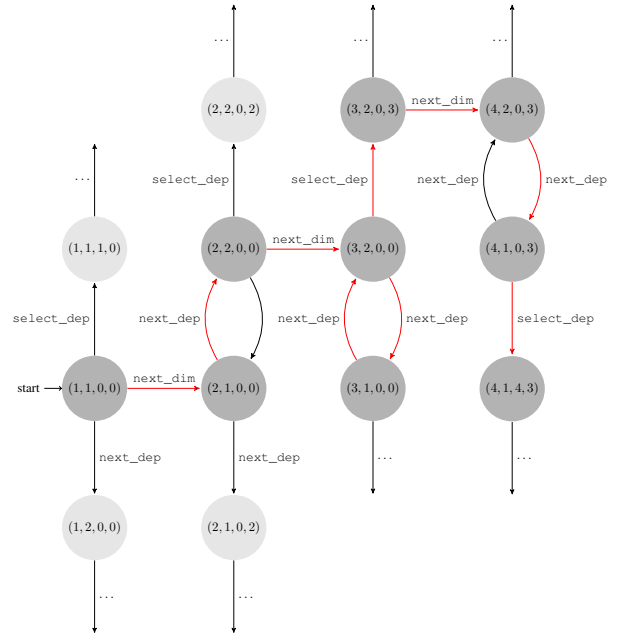 ...
...
...
(2, 2, 0, 2)
(3, 2, 0, 3)
next_dim
(4, 2, 0, 3)
...
select_dep
select_dep
next_dep
next_dep
(1, 1, 1, 0)
(2, 2, 0, 0)
next_dim
(3, 2, 0, 0)
(4, 1, 0, 3)
select_dep
next_dep
next_dep
next_dep
select_dep
start
(1, 1, 0, 0)
next_dim
(2, 1, 0, 0)
(3, 1, 0, 0)
(4, 1, 4, 3)
next_dep
next_dep
...
...
(1, 2, 0, 0)
(2, 1, 0, 2)
...
...